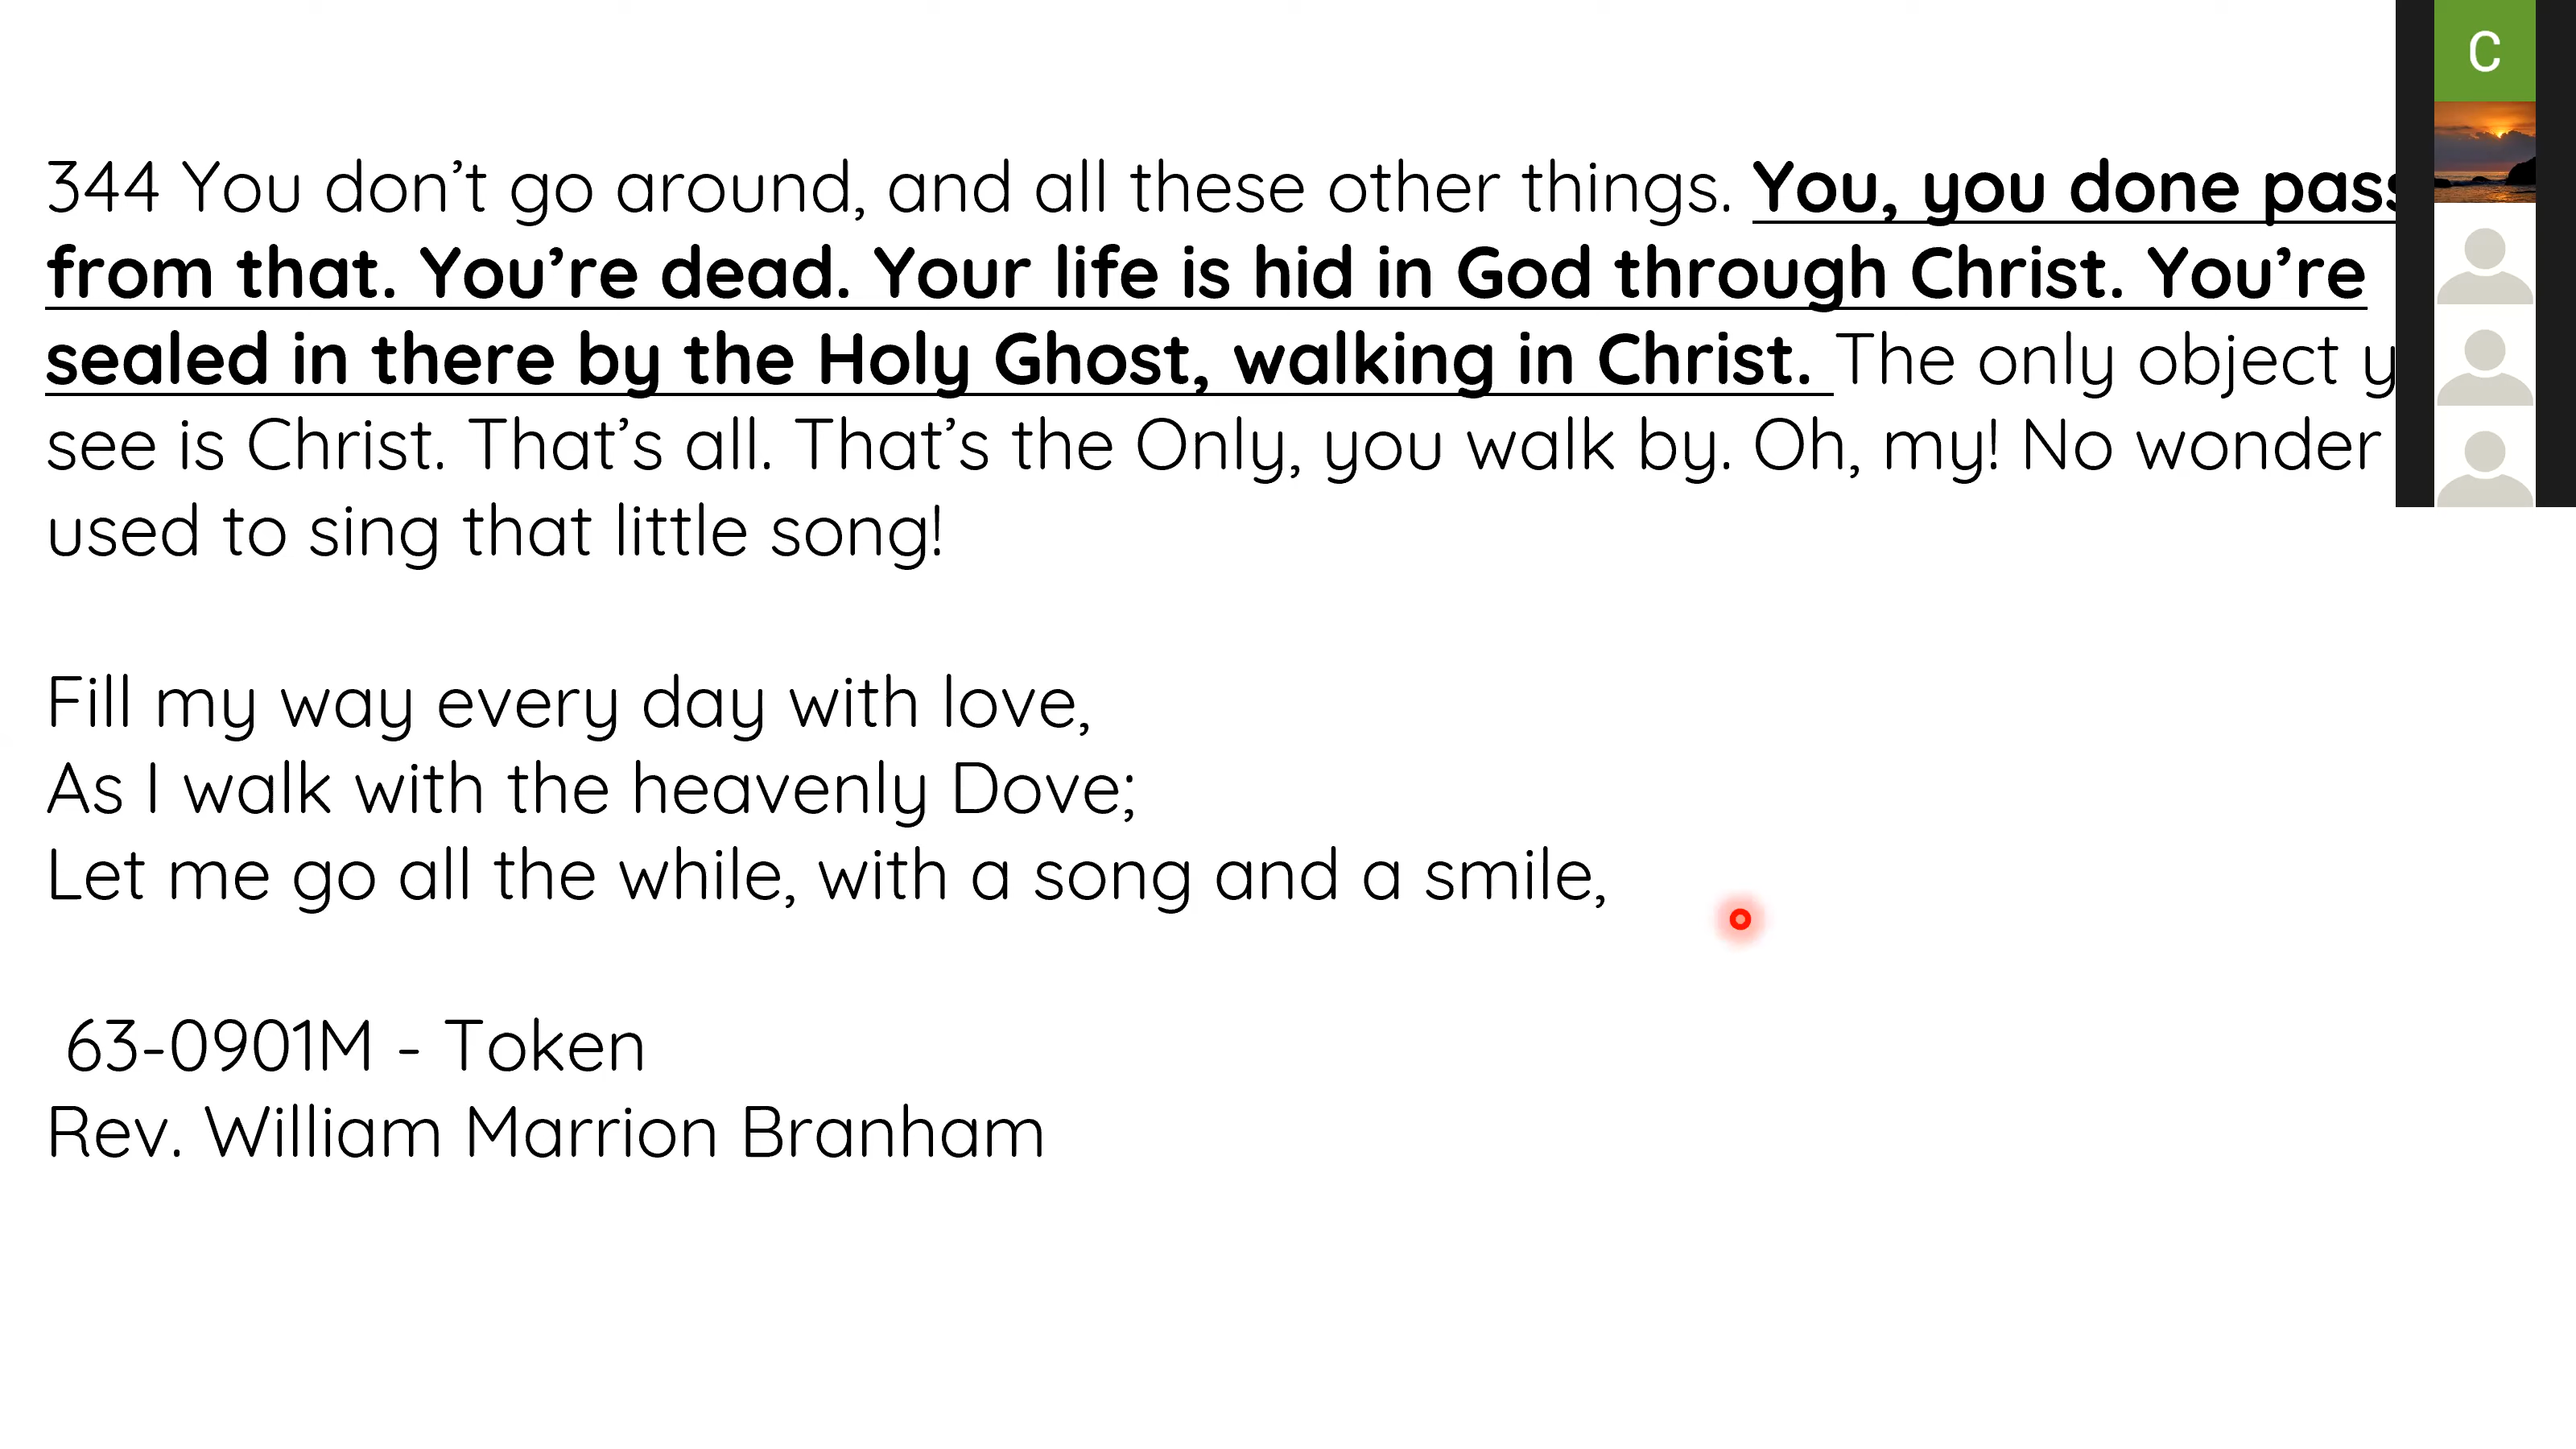 C
344 You don’t go around, and all these other things. You, you done
from that. You’re dead. Your life is hid in God through Christ. You’re
sealed in there by the Holy Ghost, walking in Christ. The only object
see is Christ. That’s all. That’s the Only, you walk by. Oh, my! No wonder
used to sing that little song!
Fill my way every day with love,
As I walk with the heavenly Dove;
Let me go all the while, with a song and a smile,
63-0901M - Token
Rev. William Marrion Branham